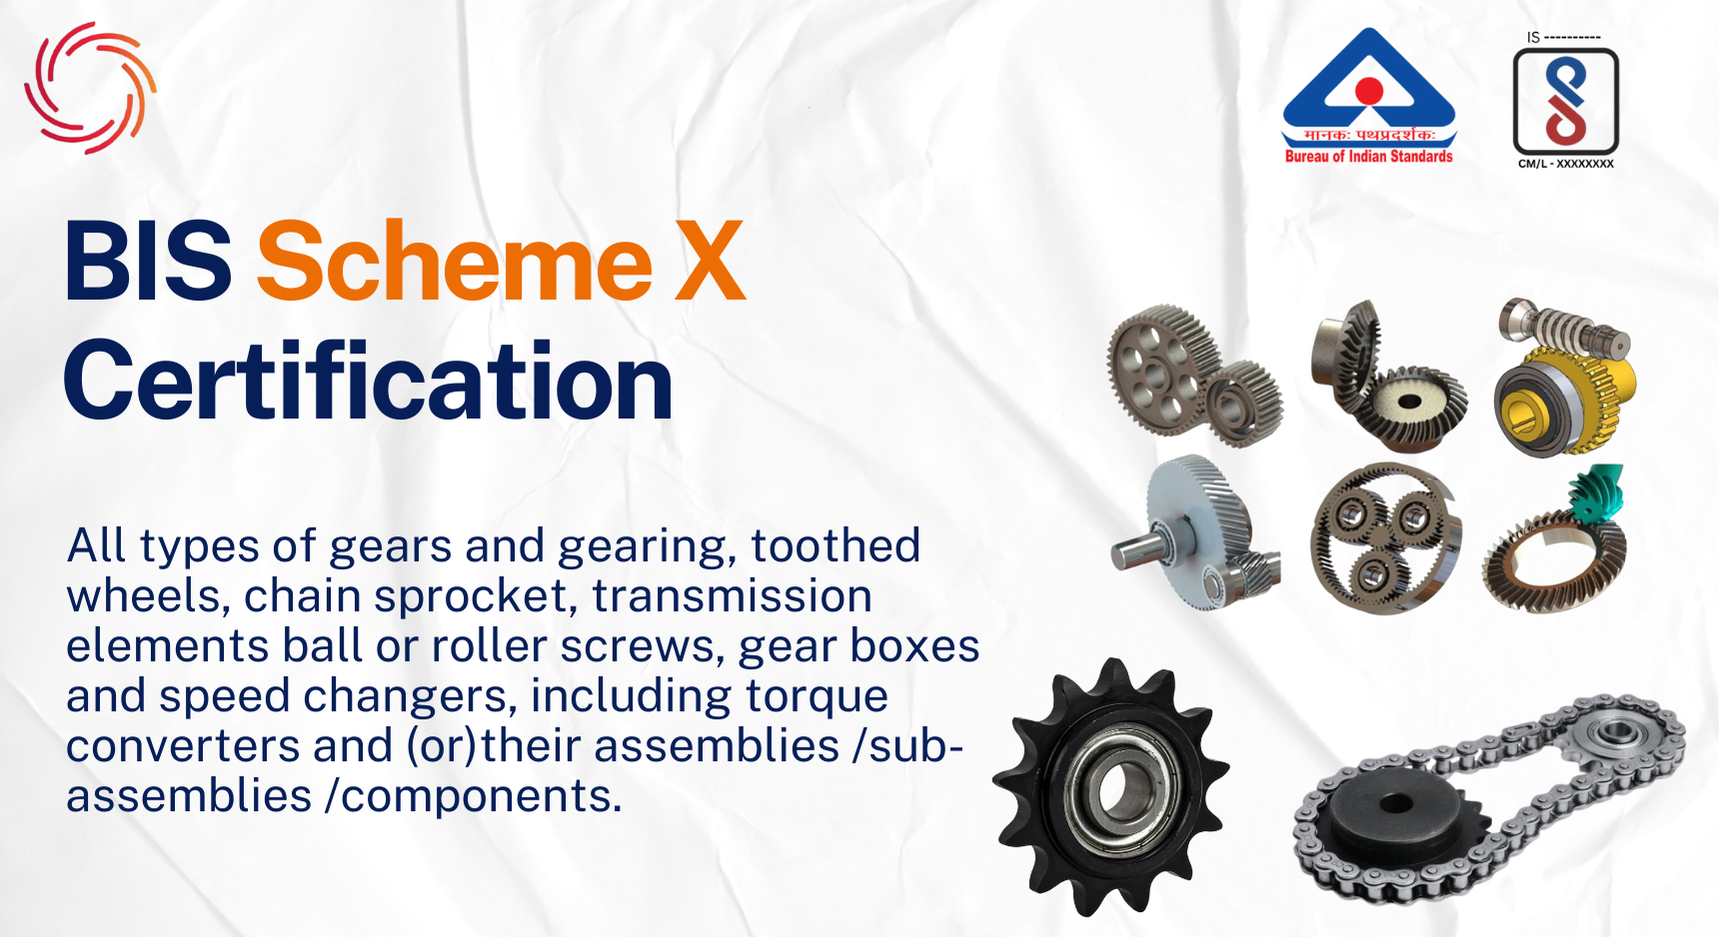 IS ----------
मानक: पथप्रदर्शक:
Bureau of Indian Standards
CM/L - XXXXXXXX
BIS Scheme X
Certification
All types of gears and gearing, toothed
wheels, chain sprocket, transmission
elements ball or roller screws, gear boxes
and speed changers, including torque
converters and (or)their assemblies /sub-
assemblies /components.